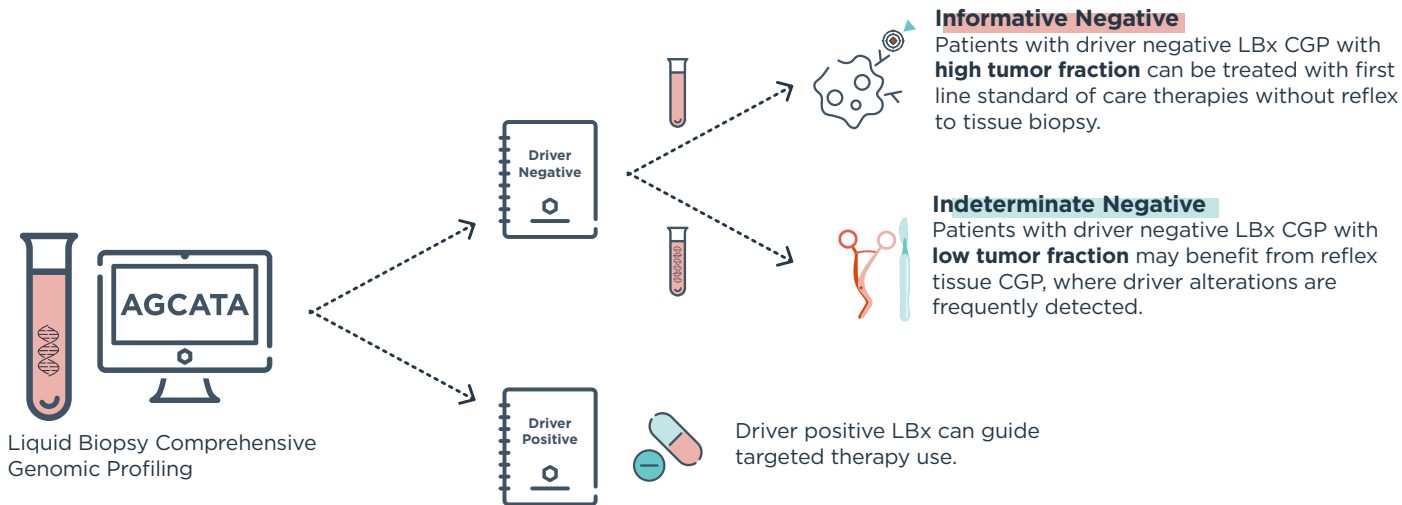 AGCATA
Liquid Biopsy Comprehensive
Genomic Profiling
Driver
Negative
Driver
Positive
Informative Negative
Patients with driver negative LBx CGP with
high tumor fraction can be treated with first
line standard of care therapies without reflex
to tissue biopsy.
Indeterminate Negative
Patients with driver negative LBx CGP with
low tumor fraction may benefit from reflex
tissue CGP, where driver alterations are
frequently detected.
Driver positive LBx can guide
targeted therapy use.